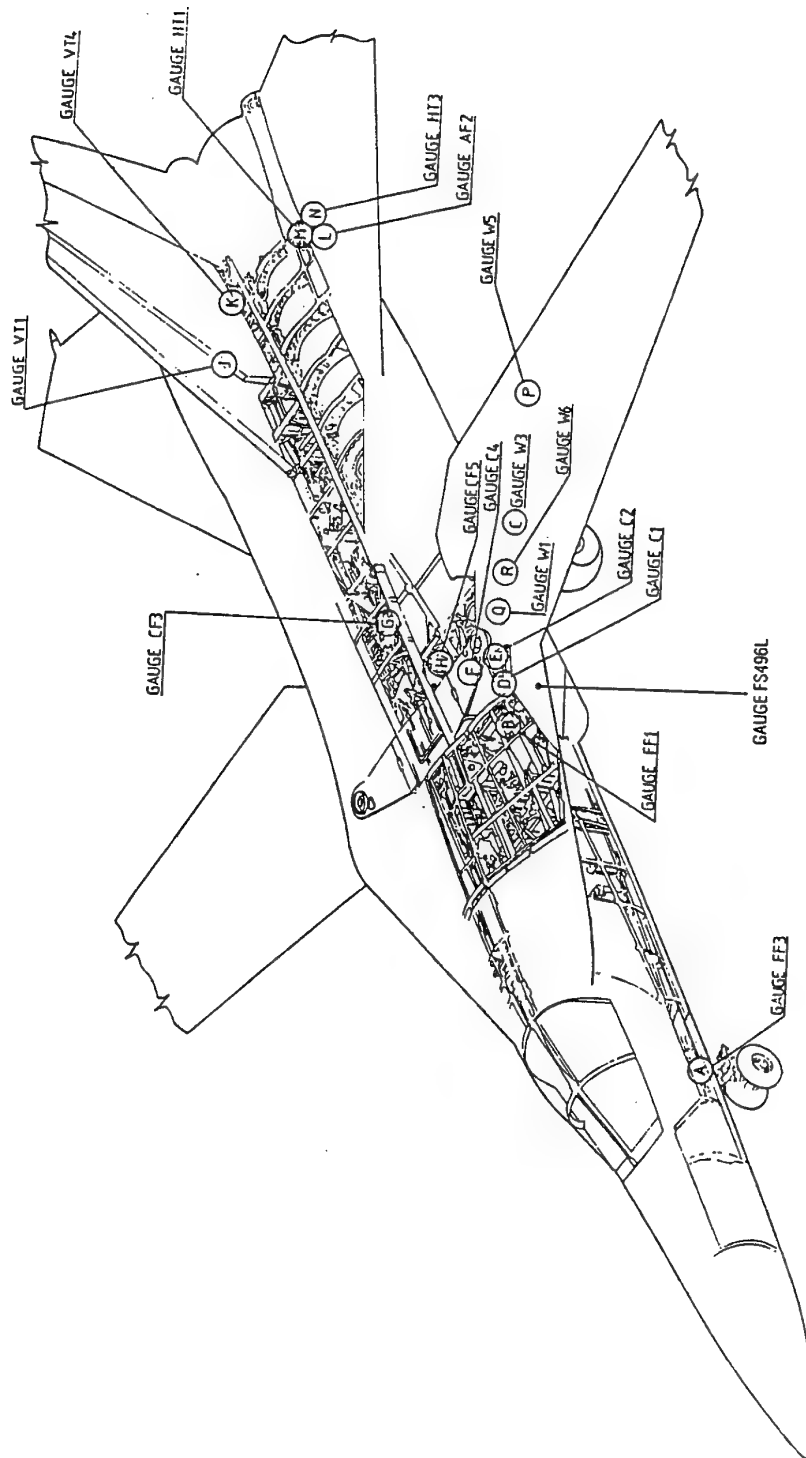 GAUGE VT1
GAUGE VT4
GAUGE HT1
GAUGE CF3
J
K
M
N
L
GAUGE HT3
GAUGE AF2
GAUGE W5
P
G
H
F
GAUGE CF5
GAUGE C4
C
GAUGE W3
GAUGE W6
R
Q
GAUGE W1
E
D
B
GAUGE C2
GAUGE C1
GAUGE FS496L
GAUGE FF1
A
GAUGE FF3